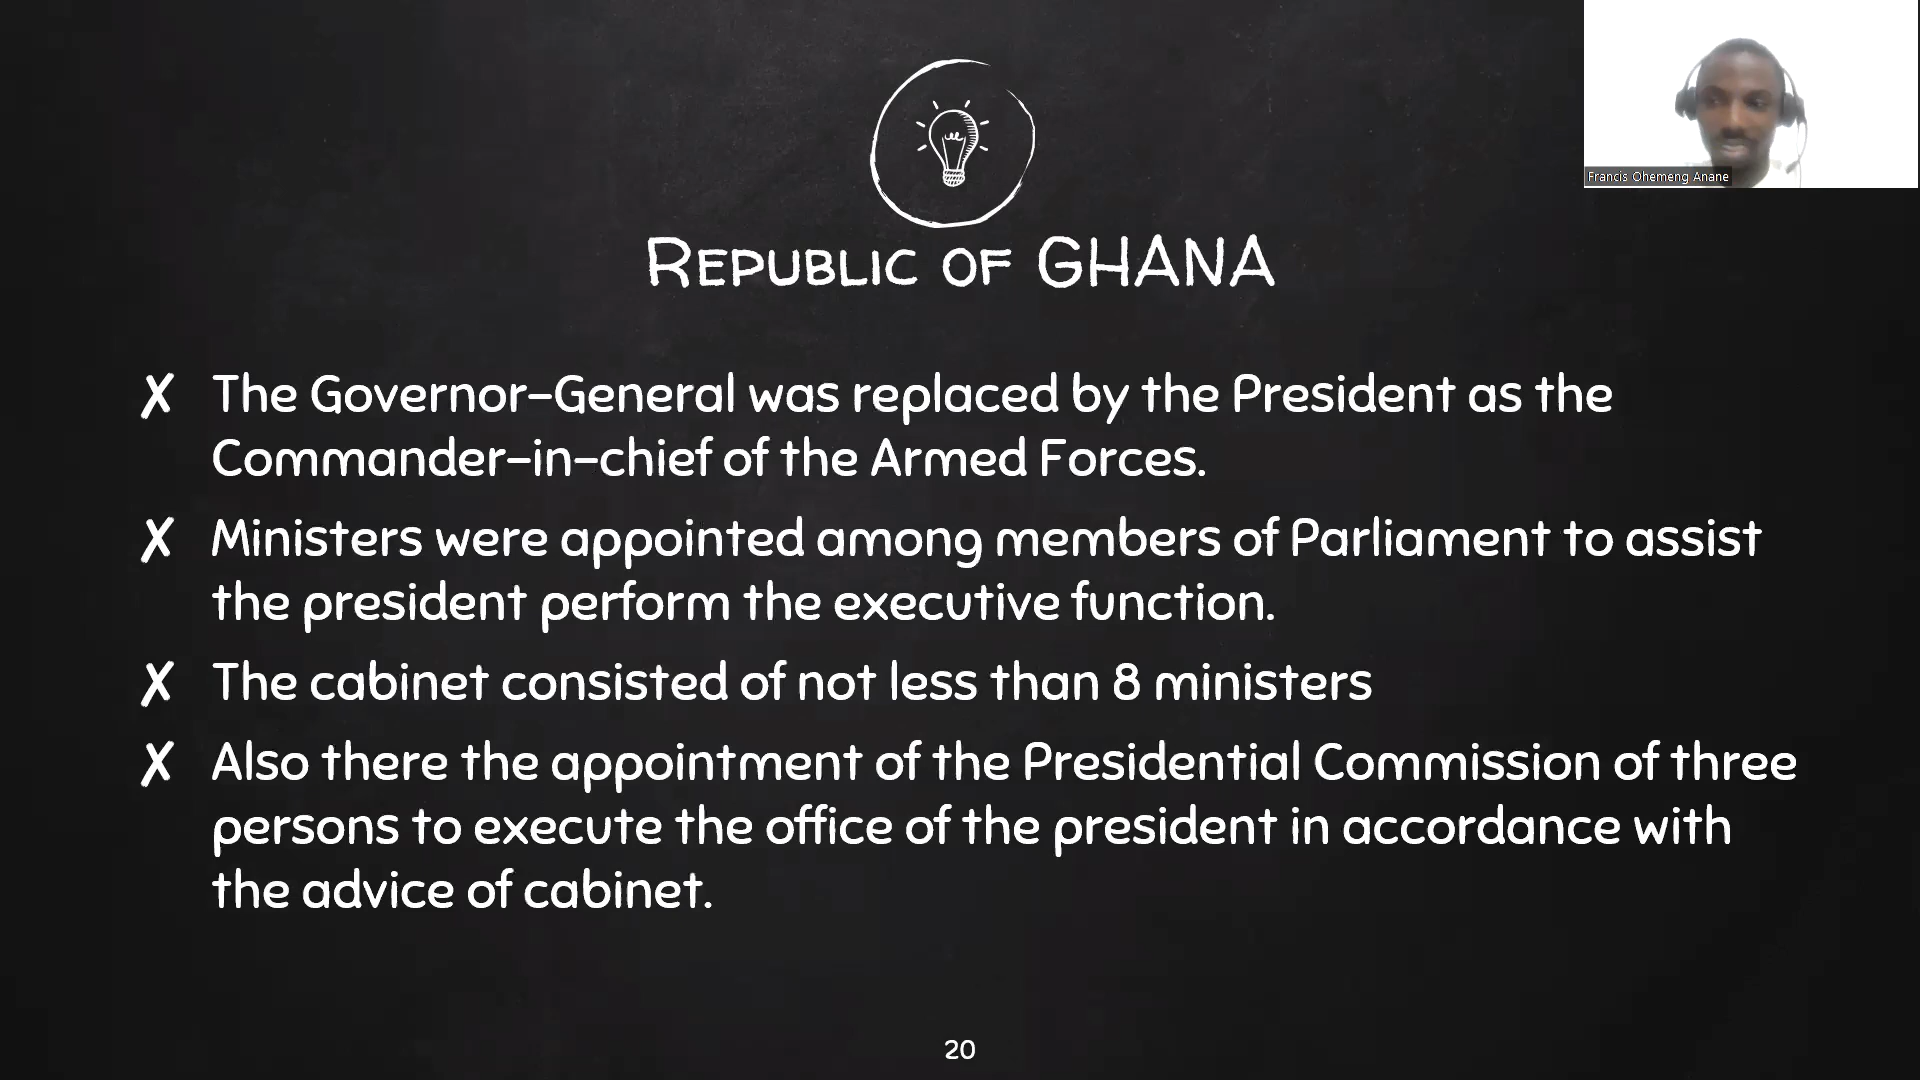 Francis Ohemeng Anane
Republic of GHANA
✗ The Governor-General was replaced by the President as the
Commander-in-chief of the Armed Forces.
✗ Ministers were appointed among members of Parliament to assist
the president perform the executive function.
✗ The cabinet consisted of not less than 8 ministers
✗ Also there the appointment of the Presidential Commission of three
persons to execute the office of the president in accordance with
the advice of cabinet.
20